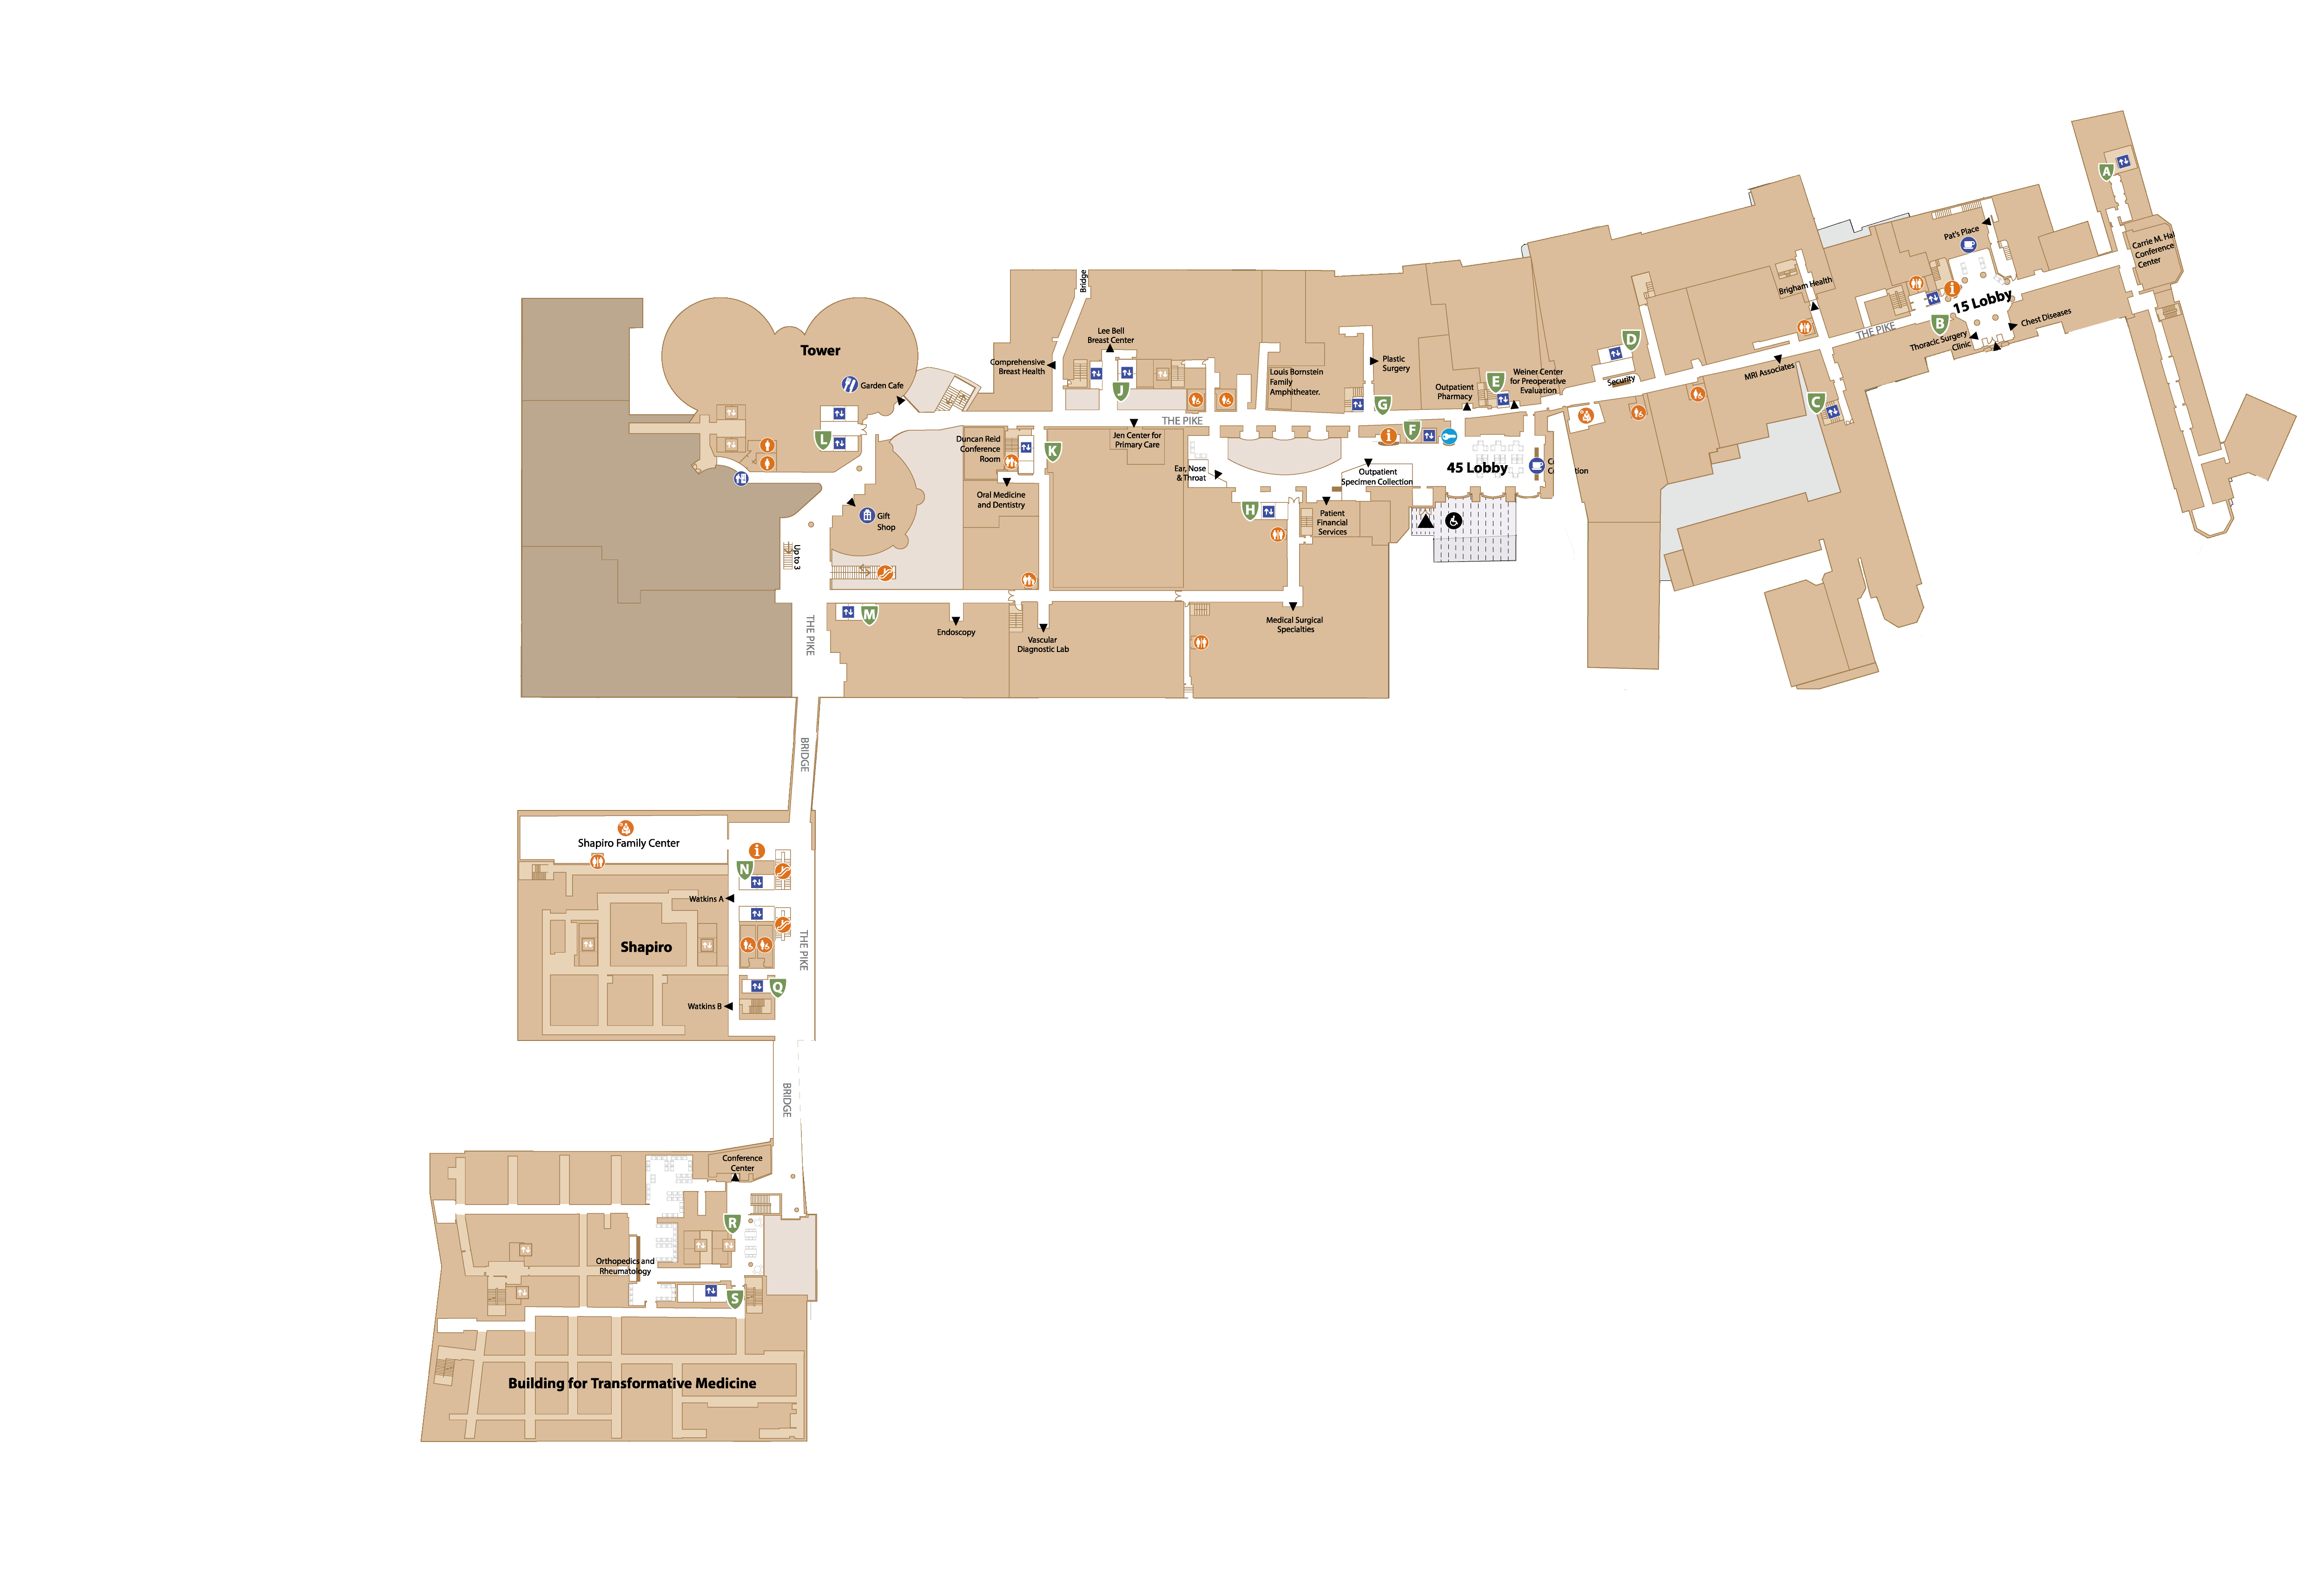 A
Carrie M. Ha
Conference
Center
Pat's Place
15 Lobby
B
Chest Diseases
Thoracic Surgery
Clinic
THE PIKE
Brigham Health
MRI Associates
C
D
Security
Weiner Center
for Preoperative
Evaluation
E
Outpatient
Pharmacy
Plastic
Surgery
G
F
45 Lobby
Outpatient
Specimen Collection
Patient
Financial
Services
H
Ear, Nose
& Throat
Louis Bornstein
Family
Amphitheater.
THE PIKE
Jen Center for
Primary Care
Bridge
Lee Bell
Breast Center
J
Comprehensive
Breast Health
K
Duncan Reid
Conference
Room
Oral Medicine
and Dentistry
Tower
Garden Cafe
L
Gift
Shop
Up to 3
THE PIKE
M
Endoscopy
Vascular
Diagnostic Lab
Medical Surgical
Specialties
BRIDGE
Shapiro Family Center
N
Watkins A
Shapiro
THE PIKE
Q
Watkins B
BRIDGE
Conference
Center
R
Orthopedics and
Rheumatology
S
Building for Transformative Medicine